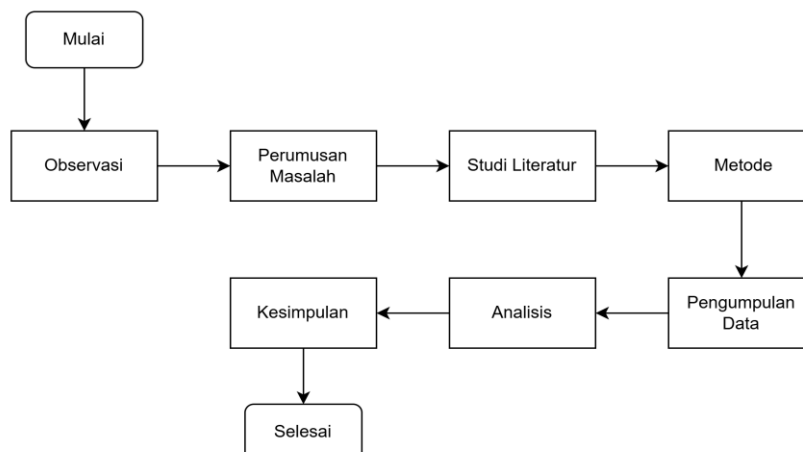 Mulai
Observasi
Perumusan
Masalah
Studi Literatur
Metode
Pengumpulan
Data
Analisis
Kesimpulan
Selesai